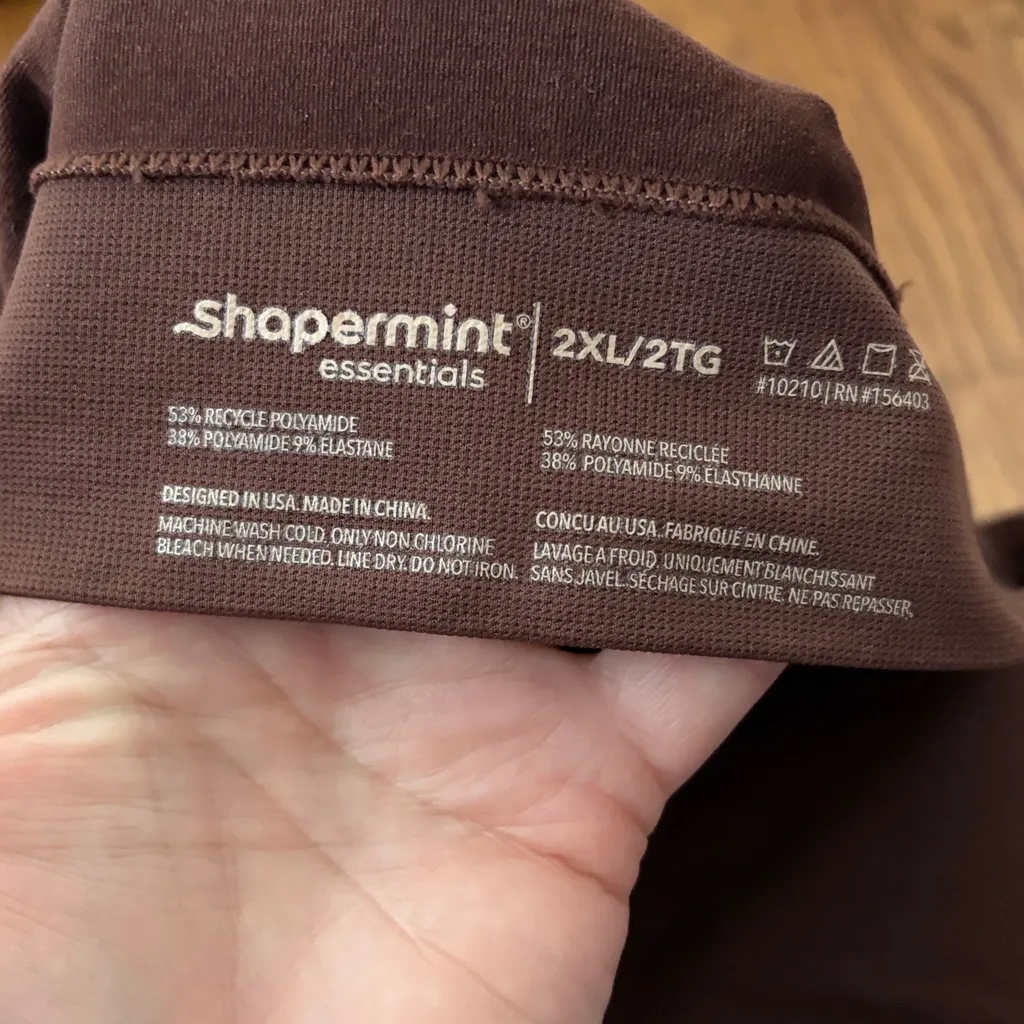 shapermint®
essentials
2XL/2TG
#10210 | RN #156403
53% RECYCLE POLYAMIDE
38% POLYAMIDE 9% ELASTANE
DESIGNED IN USA. MADE IN CHINA.
MACHINE WASH COLD. ONLY NON CHLORINE
BLEACH WHEN NEEDED. LINE DRY. DO NOT IRON.
53% RAYONNE RECICLÉE
38% POLYAMIDE 9% ÉLASTHANNE
CONCU AU USA. FABRIQUÉ EN CHINE.
LAVAGE A FROID. UNIQUEMENT BLANCHISSANT
SANS JAVEL. SÉCHAGE SUR CINTRE. NE PAS REPASSER.